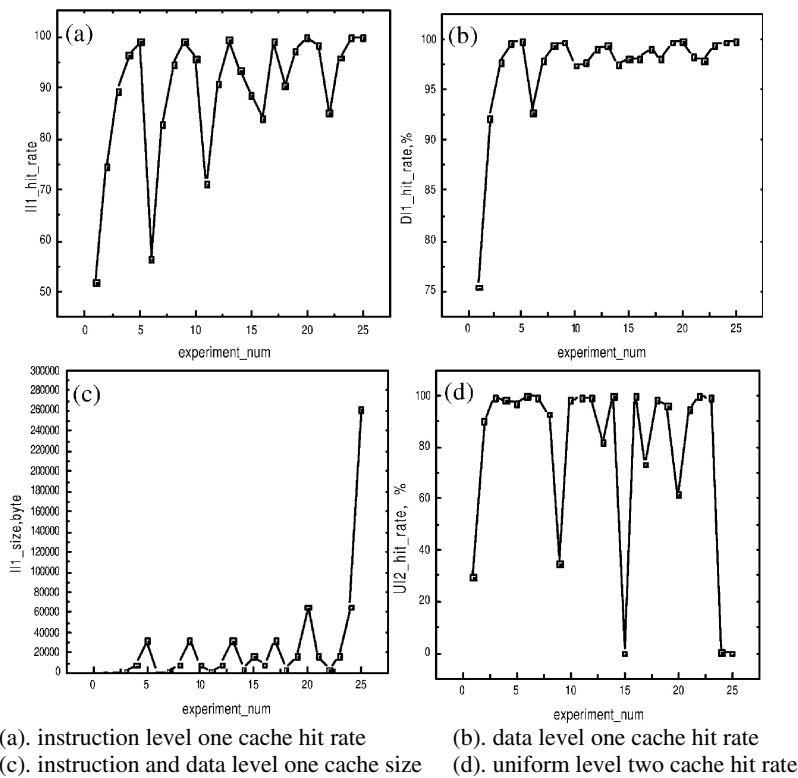 (a)
100
90
80
70
60
50
Il1_hit_rate
0 5 10 15 20 25
experiment_num
(b)
100
95
90
85
80
75
Dl1_hit_rate,%
0 5 10 15 20 25
experiment_num
(c)
300000
280000
260000
240000
220000
200000
180000
160000
140000
120000
100000
80000
60000
40000
20000
0
Il1_size,byte
0 5 10 15 20 25
experiment_num
(d)
100
80
60
40
20
0
Ul2_hit_rate, %
0 5 10 15 20 25
experiment_num
(a). instruction level one cache hit rate (b). data level one cache hit rate
(c). instruction and data level one cache size (d). uniform level two cache hit rate